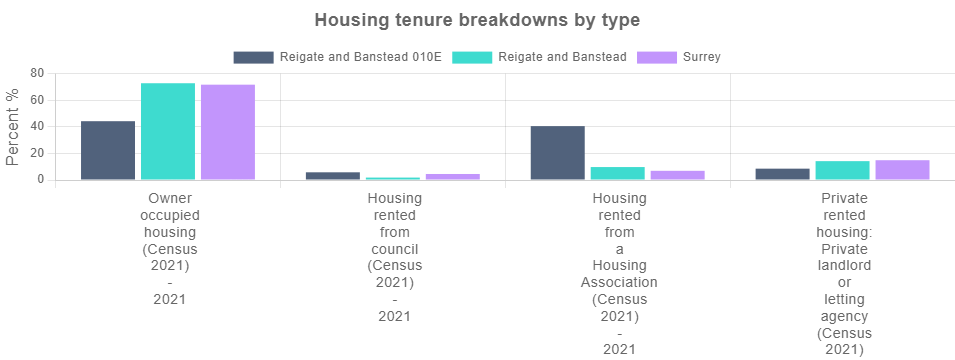 Housing tenure breakdowns by type
Reigate and Banstead 010E
Reigate and Banstead
Surrey
Percent %
80
60
40
20
0
Owner
occupied
housing
(Census
2021)
-
2021
Housing
rented
from
council
(Census
2021)
-
2021
Housing
rented
from
a
Housing
Association
(Census
2021)
-
2021
Private
rented
housing:
Private
landlord
or
letting
agency
(Census
2021)